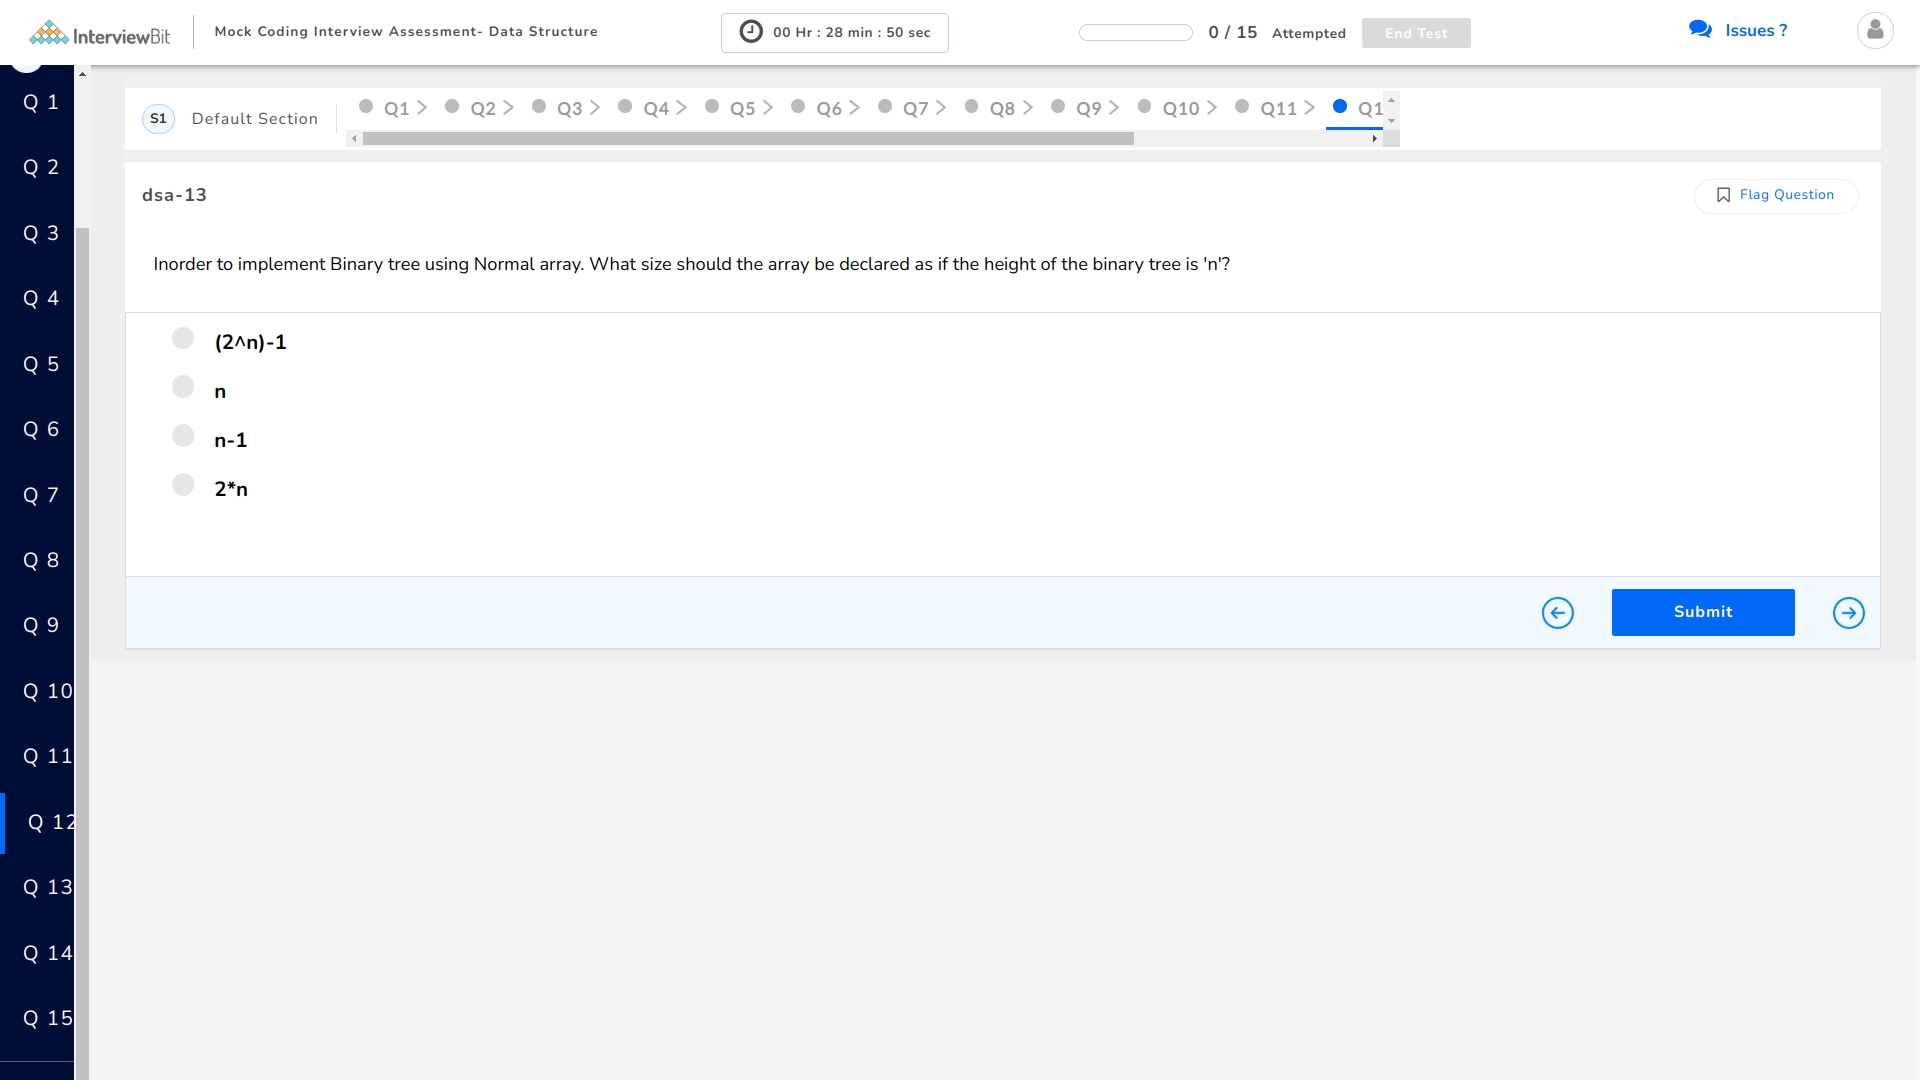 InterviewBit
Mock Coding Interview Assessment- Data Structure
00 Hr : 28 min : 50 sec
0 / 15 Attempted
End Test
Issues ?
Q 1
Q 2
Q 3
Q 4
Q 5
Q 6
Q 7
Q 8
Q 9
Q 10
Q 11
Q 12
Q 13
Q 14
Q 15
S1 Default Section
Q1 > Q2 > Q3 > Q4 > Q5 > Q6 > Q7 > Q8 > Q9 > Q10 > Q11 > Q1
dsa-13
Flag Question
Inorder to implement Binary tree using Normal array. What size should the array be declared as if the height of the binary tree is 'n'?
(2^n)-1
n
n-1
2*n
Submit